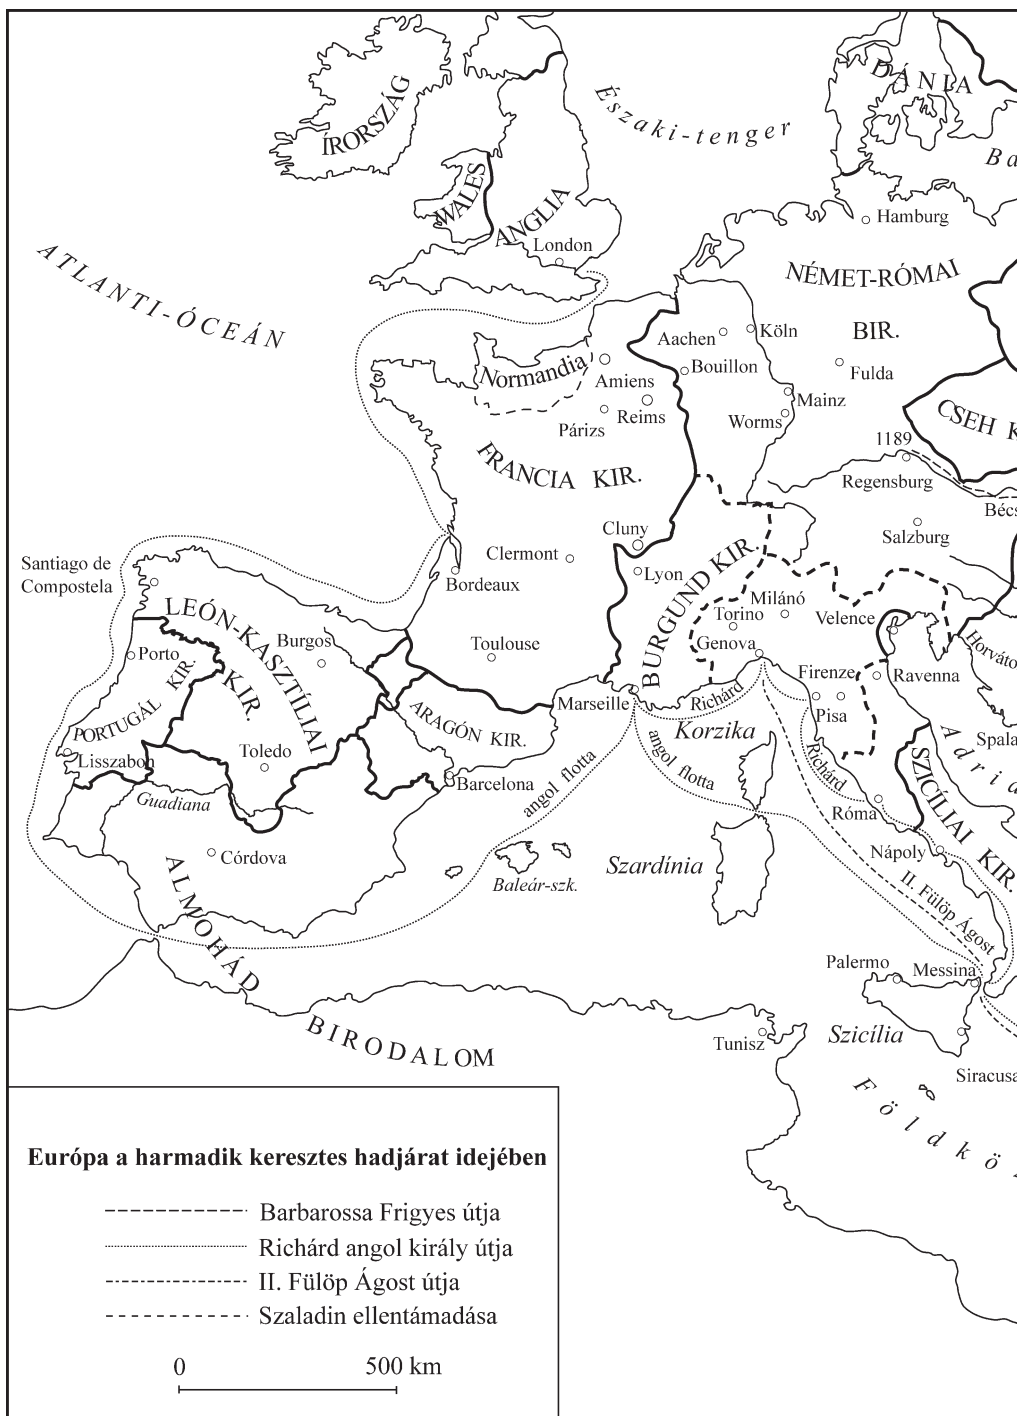 ÍRORSZÁG
Északi-tenger
DÁNIA
Ba
WALES
ANGLIA
London
Hamburg
ATLANTI-ÓCEÁN
NÉMET-RÓMAI
BIR.
Aachen
Köln
Normandia
Bouillon
Fulda
Amiens
Mainz
Reims
Worms
Párizs
CSEH K
1189
FRANCIA KIR.
Regensburg
Bécs
Cluny
Salzburg
Clermont
Santiago de
Compostela
Bordeaux
Lyon
BURGUND KIR.
Milánó
Torino
Velence
LEÓN-KASZTÍLIAI
KIR.
Burgos
Toulouse
Genova
Horváto
Porto
Firenze
Ravenna
PORTUGÁL KIR.
Marseille
Richárd
Pisa
ARAGÓN KIR.
Korzika
Spala
Adria
Lisszabon
Toledo
angol flotta
angol flotta
Richárd
SZICÍLIAI KIR.
Barcelona
Guadiana
Róma
Córdova
Nápoly
Szardínia
Baleár-szk.
II. Fülöp Ágost
ALMOHÁD
BIRODALOM
Palermo
Messina
Tunisz
Szicília
Siracusa
Földkö
Európa a harmadik keresztes hadjárat idejében
Barbarossa Frigyes útja
Richárd angol király útja
II. Fülöp Ágost útja
Szaladin ellentámadása
0 500 km